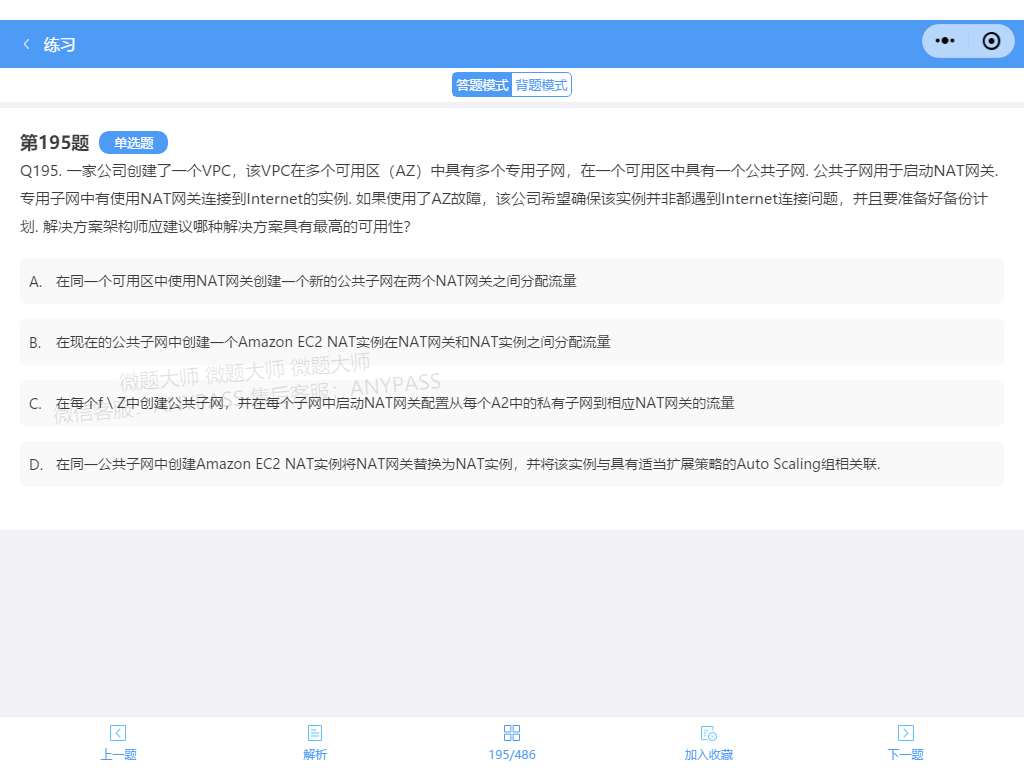 练习
答题模式 背题模式
第195题 单选题
Q195. 一家公司创建了一个VPC，该VPC在多个可用区（AZ）中具有多个专用子网，在一个可用区中具有一个公共子网. 公共子网用于启动NAT网关.
专用子网中有使用NAT网关连接到Internet的实例. 如果使用了AZ故障，该公司希望确保该实例并非都遇到Internet连接问题，并且要准备好备份计
划. 解决方案架构师应建议哪种解决方案具有最高的可用性？
A. 在同一个可用区中使用NAT网关创建一个新的公共子网在两个NAT网关之间分配流量
B. 在现在的公共子网中创建一个Amazon EC2 NAT实例在NAT网关和NAT实例之间分配流量
微题大师 微题大师 微题大师
微信客服：ANYPASS 售后客服：ANYPASS
C. 在每个f \ Z中创建公共子网，并在每个子网中启动NAT网关配置从每个A2中的私有子网到相应NAT网关的流量
D. 在同一公共子网中创建Amazon EC2 NAT实例将NAT网关替换为NAT实例，并将该实例与具有适当扩展策略的Auto Scaling组相关联.
上一题 解析 195/486 加入收藏 下一题